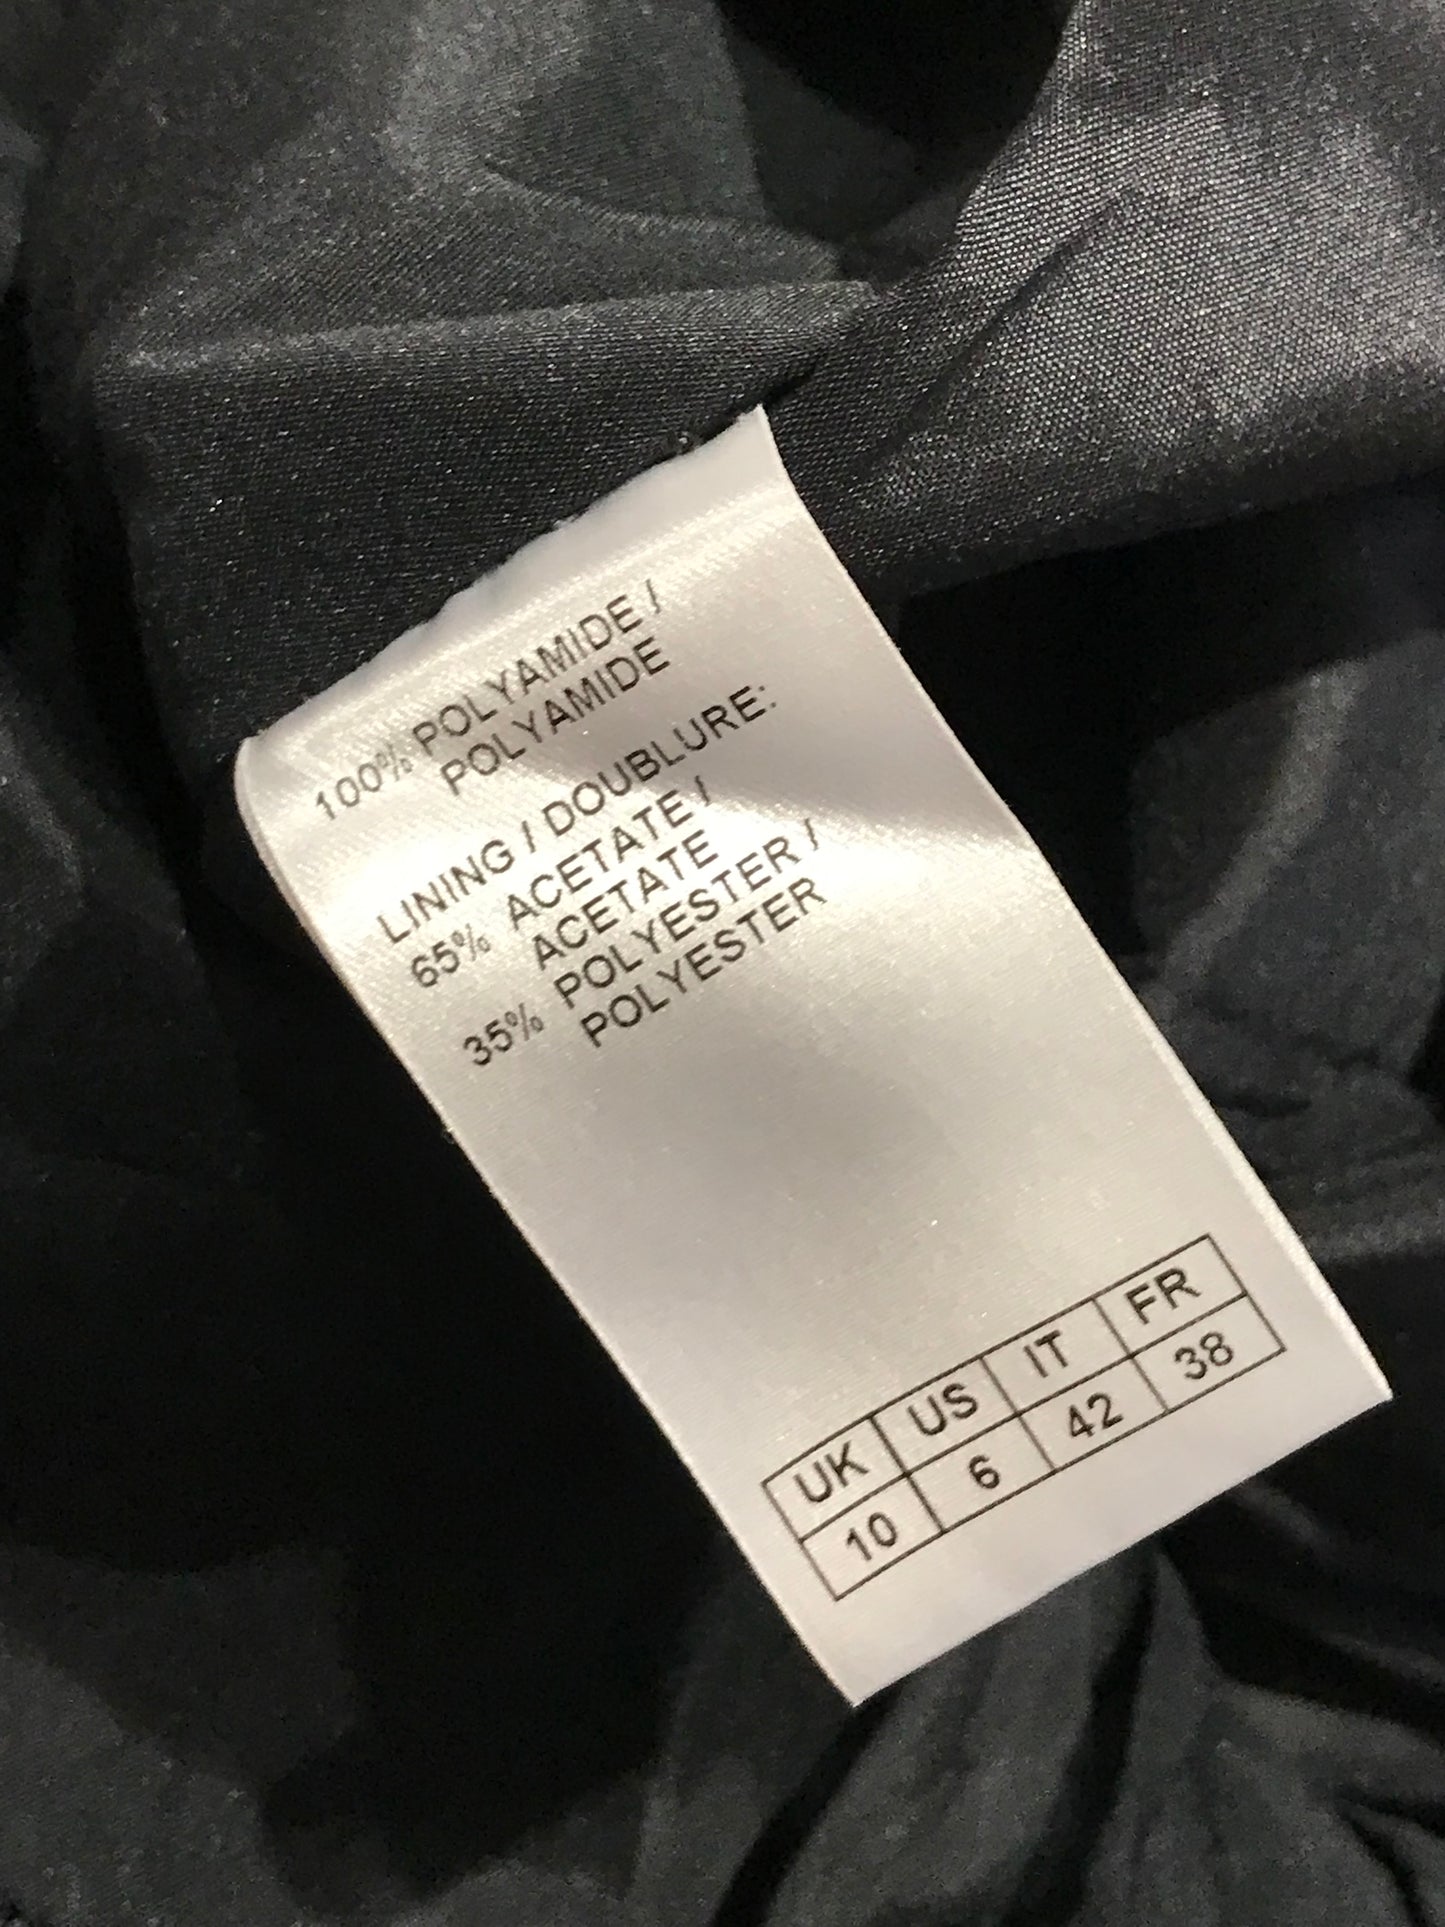 100% POLYAMIDE /
POLYAMIDE
LINING / DOUBLURE:
65% ACETATE /
ACETATE
35% POLYESTER /
POLYESTER
UK US IT FR
10 6 42 38